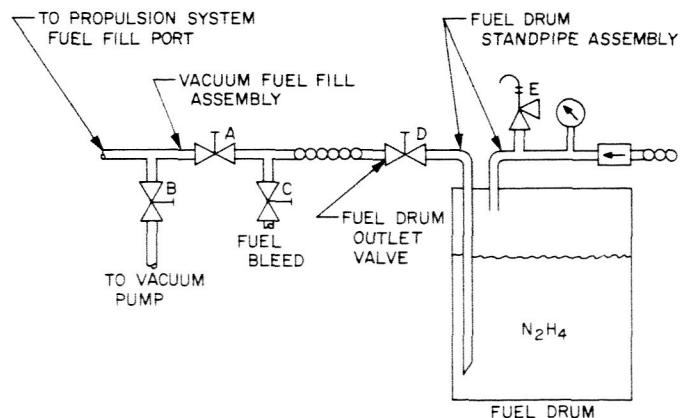 TO PROPULSION SYSTEM
FUEL FILL PORT
FUEL DRUM
STANDPIPE ASSEMBLY
VACUUM FUEL FILL
ASSEMBLY
E
A
D
B
C
FUEL
BLEED
FUEL DRUM
OUTLET
VALVE
TO VACUUM
PUMP
N₂H₄
FUEL DRUM